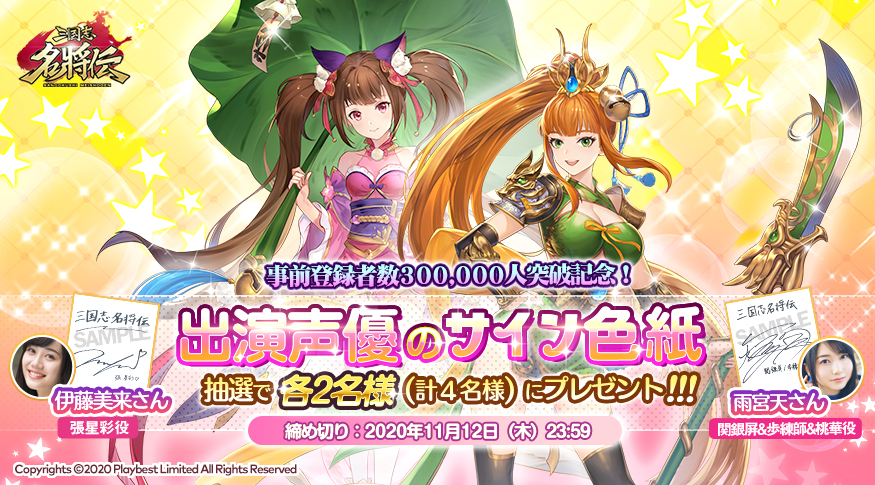 三国志
名将伝
SANGOKUSHI MEISHODEN
事前登録者数300,000人突破記念！
出演声優のサイン色紙
抽選で各2名様（計4名様）にプレゼント!!!
締め切り：2020年11月12日（木）23:59
三国志名将伝
SAMPLE
伊藤美来さん
張星彩役
三国志名将伝
SAMPLE
雨宮天さん
関銀屏&歩練師&桃華役
Copyrights ©2020 Playbest Limited All Rights Reserved